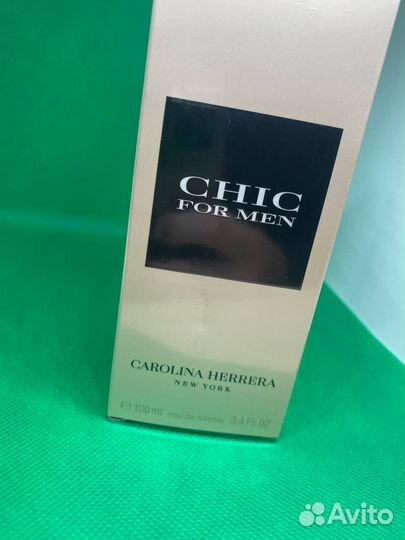 CHIC
FOR MEN
CAROLINA HERRERA
NEW YORK
℮ 100 ml eau de toilette 3.4 FL OZ
Avito